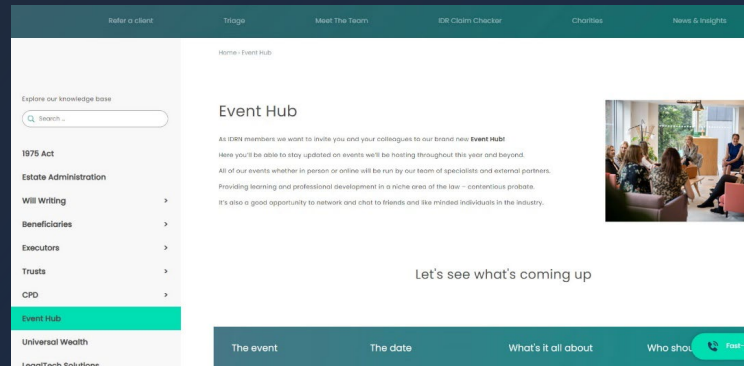 Refer a client
Triage
Meet The Team
IDR Claim Checker
Charities
News & Insights
Home › Event Hub
Explore our knowledge base
Search ...
1975 Act
Estate Administration
Will Writing >
Beneficiaries >
Executors >
Trusts >
CPD >
Event Hub
Universal Wealth
LegalTech Solutions
Event Hub
As IDRN members we want to invite you and your colleagues to our brand new Event Hub!
Here you'll be able to stay updated on events we'll be hosting throughout this year and beyond.
All of our events whether in person or online will be run by our team of specialists and external partners.
Providing learning and professional development in a niche area of the law - contentious probate.
It's also a good opportunity to network and chat to friends and like minded individuals in the industry.
Let's see what's coming up
The event
The date
What's it all about
Who shou
Fast-